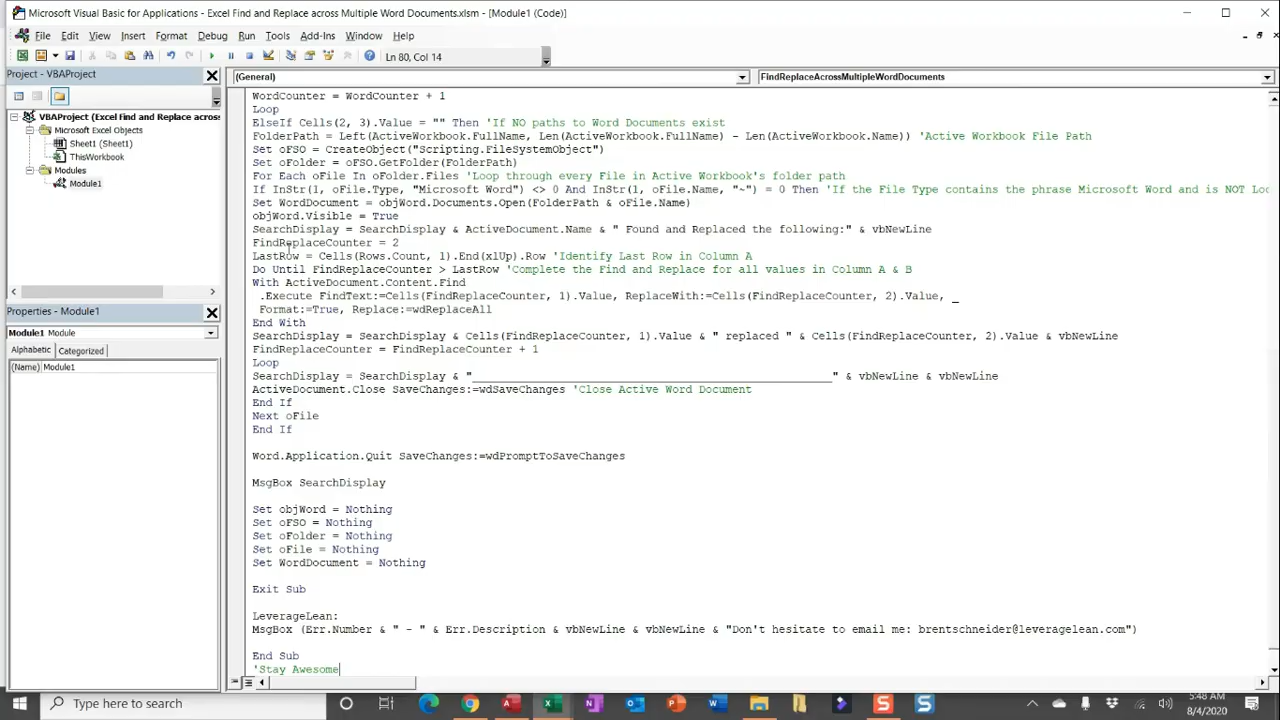 Microsoft Visual Basic for Applications - Excel Find and Replace across Multiple Word Documents.xlsm - [Module1 (Code)]
File Edit View Insert Format Debug Run Tools Add-Ins Window Help
Ln 80, Col 14
Project - VBAProject
VBAProject (Excel Find and Replace across
Microsoft Excel Objects
Sheet1 (Sheet1)
ThisWorkbook
Modules
Module1
Properties - Module1
Module1 Module
Alphabetic Categorized
(Name) Module1
(General) FindReplaceAcrossMultipleWordDocuments
WordCounter = WordCounter + 1
Loop
ElseIf Cells(2, 3).Value = "" Then 'If NO paths to Word Documents exist
FolderPath = Left(ActiveWorkbook.FullName, Len(ActiveWorkbook.FullName) - Len(ActiveWorkbook.Name)) 'Active Workbook File Path
Set oFSO = CreateObject("Scripting.FileSystemObject")
Set oFolder = oFSO.GetFolder(FolderPath)
For Each oFile In oFolder.Files 'Loop through every File in Active Workbook's folder path
If InStr(1, oFile.Type, "Microsoft Word") <> 0 And InStr(1, oFile.Name, "~") = 0 Then 'If the File Type contains the phrase Microsoft Word and is NOT Loc
Set WordDocument = objWord.Documents.Open(FolderPath & oFile.Name)
objWord.Visible = True
SearchDisplay = SearchDisplay & ActiveDocument.Name & " Found and Replaced the following:" & vbNewLine
FindReplaceCounter = 2
LastRow = Cells(Rows.Count, 1).End(xlUp).Row 'Identify Last Row in Column A
Do Until FindReplaceCounter > LastRow 'Complete the Find and Replace for all values in Column A & B
With ActiveDocument.Content.Find
.Execute FindText:=Cells(FindReplaceCounter, 1).Value, ReplaceWith:=Cells(FindReplaceCounter, 2).Value, _
Format:=True, Replace:=wdReplaceAll
End With
SearchDisplay = SearchDisplay & Cells(FindReplaceCounter, 1).Value & " replaced " & Cells(FindReplaceCounter, 2).Value & vbNewLine
FindReplaceCounter = FindReplaceCounter + 1
Loop
SearchDisplay = SearchDisplay & "______________________________________________" & vbNewLine & vbNewLine
ActiveDocument.Close SaveChanges:=wdSaveChanges 'Close Active Word Document
End If
Next oFile
End If
Word.Application.Quit SaveChanges:=wdPromptToSaveChanges
MsgBox SearchDisplay
Set objWord = Nothing
Set oFSO = Nothing
Set oFolder = Nothing
Set oFile = Nothing
Set WordDocument = Nothing
Exit Sub
LeverageLean:
MsgBox (Err.Number & " - " & Err.Description & vbNewLine & vbNewLine & "Don't hesitate to email me: brentschneider@leveragelean.com")
End Sub
'Stay Awesome
Type here to search
5:48 AM
8/4/2020